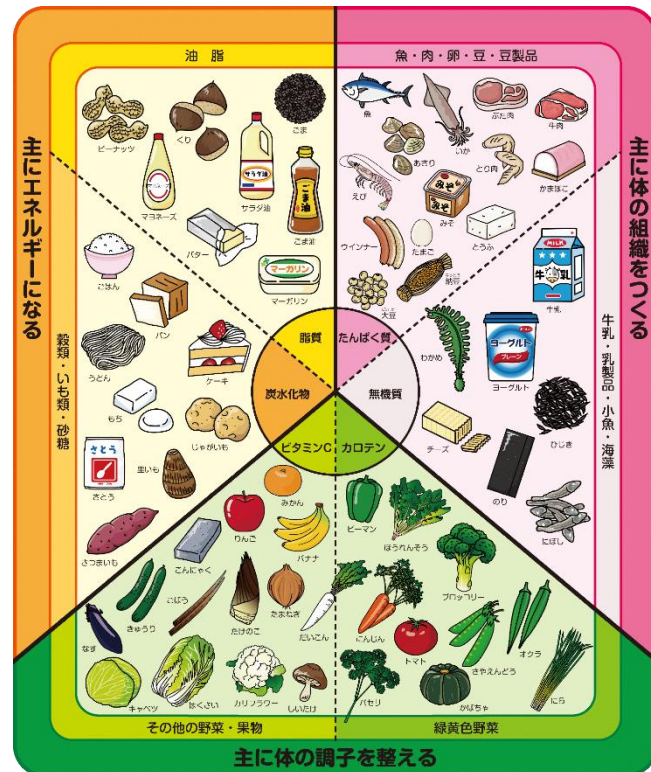 油 脂
魚・肉・卵・豆・豆製品
主にエネルギーになる
主に体の組織をつくる
穀類・いも類・砂糖
牛乳・乳製品・小魚・海藻
ピーナッツ
くり
ごま
マヨネーズ
マヨネーズ
サラダ油
サラダ油
ごま油
ごま油
バター
マーガリン
マーガリン
ごはん
パン
うどん
ケーキ
もち
じゃがいも
さとう
さとう
里いも
さつまいも
魚
いか
ぶた肉
牛肉
あさり
とり肉
かまぼこ
えび
みそ
みそ
とうふ
ウインナー
たまご
納豆
大豆
MILK
牛乳
牛乳
わかめ
ヨーグルト
プレーン
ヨーグルト
チーズ
のり
ひじき
にぼし
脂質
たんぱく質
炭水化物
無機質
ビタミンC
カロテン
みかん
りんご
バナナ
こんにゃく
ごぼう
たけのこ
たまねぎ
だいこん
きゅうり
なす
キャベツ
はくさい
カリフラワー
しいたけ
ピーマン
ほうれんそう
ブロッコリー
にんじん
トマト
さやえんどう
オクラ
パセリ
かぼちゃ
にら
その他の野菜・果物
緑黄色野菜
主に体の調子を整える